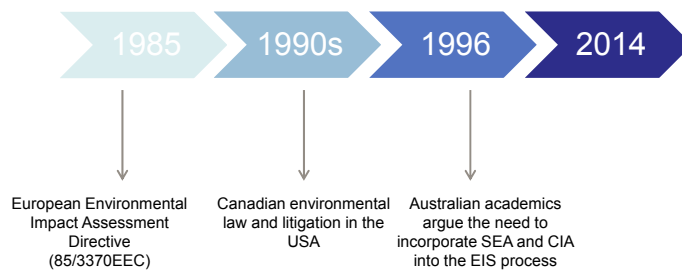 1985
1990s
1996
2014
European Environmental
Impact Assessment
Directive
(85/3370EEC)
Canadian environmental
law and litigation in the
USA
Australian academics
argue the need to
incorporate SEA and CIA
into the EIS process